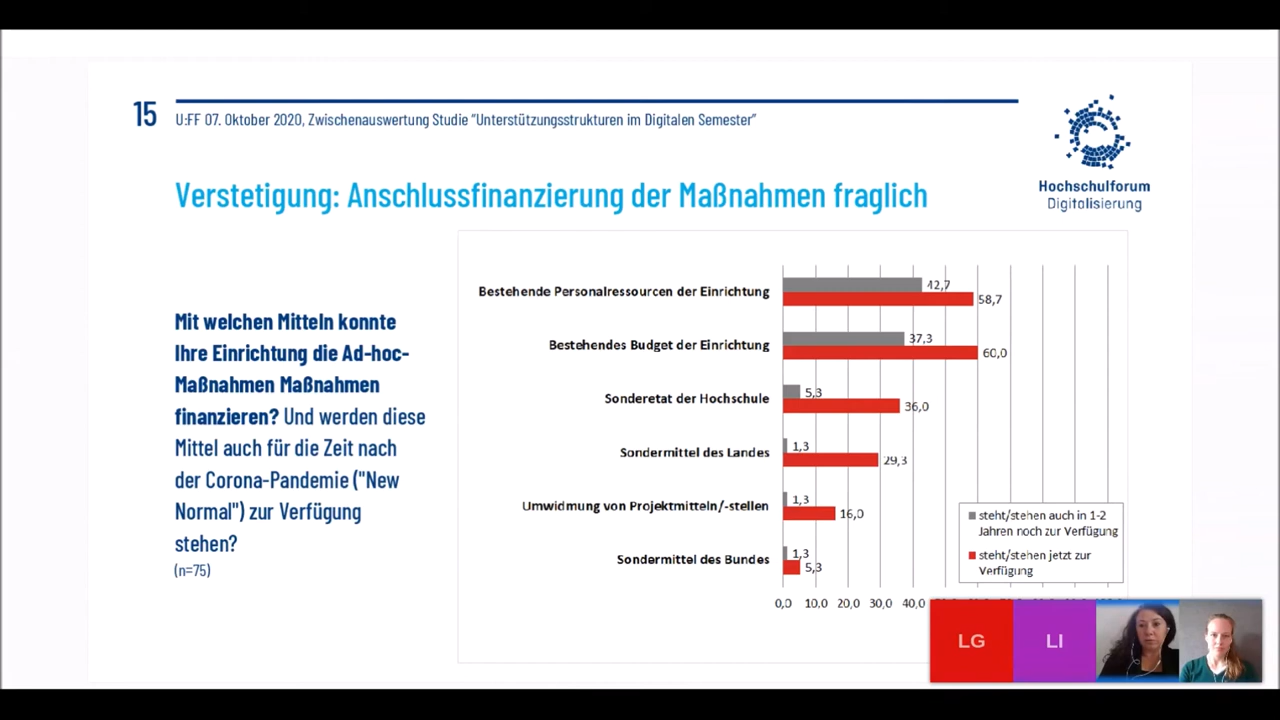 15
U:FF 07. Oktober 2020, Zwischenauswertung Studie "Unterstützungsstrukturen im Digitalen Semester"
Hochschulforum
Digitalisierung
Verstetigung: Anschlussfinanzierung der Maßnahmen fraglich
Mit welchen Mitteln konnte
Ihre Einrichtung die Ad-hoc-
Maßnahmen Maßnahmen
finanzieren? Und werden diese
Mittel auch für die Zeit nach
der Corona-Pandemie ("New
Normal") zur Verfügung
stehen?
(n=75)
Bestehende Personalressourcen der Einrichtung
42,7
58,7
Bestehendes Budget der Einrichtung
37,3
60,0
Sonderetat der Hochschule
5,3
36,0
Sondermittel des Landes
1,3
29,3
Umwidmung von Projektmitteln/-stellen
1,3
16,0
Sondermittel des Bundes
1,3
5,3
steht/stehen auch in 1-2
Jahren noch zur Verfügung
steht/stehen jetzt zur
Verfügung
0,0 10,0 20,0 30,0 40,0
LG
LI